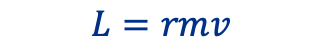 L = rmv